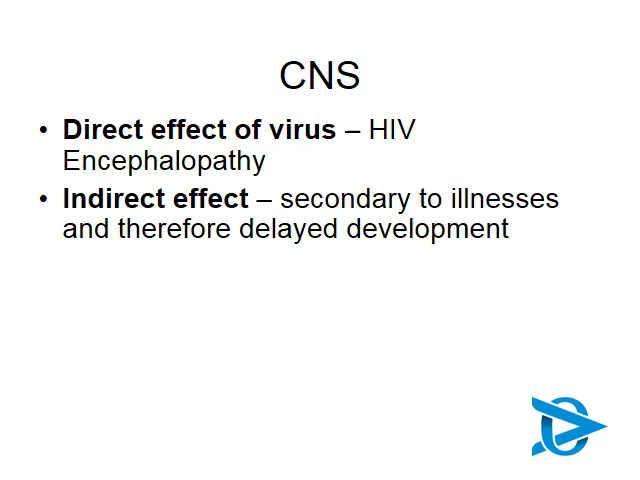 CNS
• Direct effect of virus – HIV
Encephalopathy
• Indirect effect – secondary to illnesses
and therefore delayed development